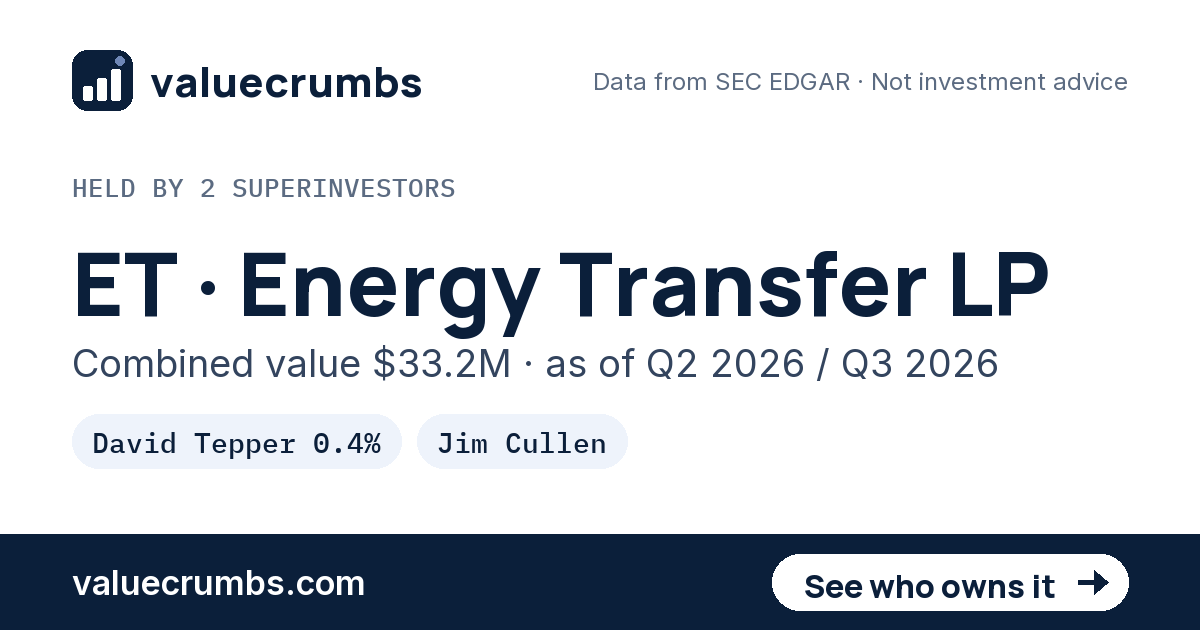 valuecrumbs
Data from SEC EDGAR · Not investment advice
HELD BY 2 SUPERINVESTORS
ET · Energy Transfer LP
Combined value $33.2M · as of Q2 2026 / Q3 2026
David Tepper 0.4%
Jim Cullen
valuecrumbs.com
See who owns it →